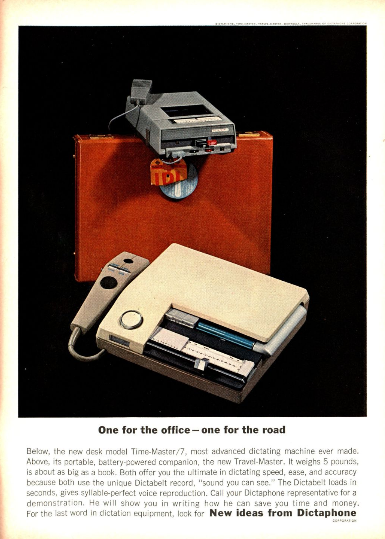 One for the office—one for the road
Below, the new desk model Time-Master/7, most advanced dictating machine ever made.
Above, its portable, battery-powered companion, the new Travel-Master. It weighs 5 pounds,
is about as big as a book. Both offer you the ultimate in dictating speed, ease, and accuracy
because both use the unique Dictabelt record, "sound you can see." The Dictabelt loads in
seconds, gives syllable-perfect voice reproduction. Call your Dictaphone representative for a
demonstration. He will show you in writing how he can save you time and money.
For the last word in dictation equipment, look for New ideas from Dictaphone
CORPORATION